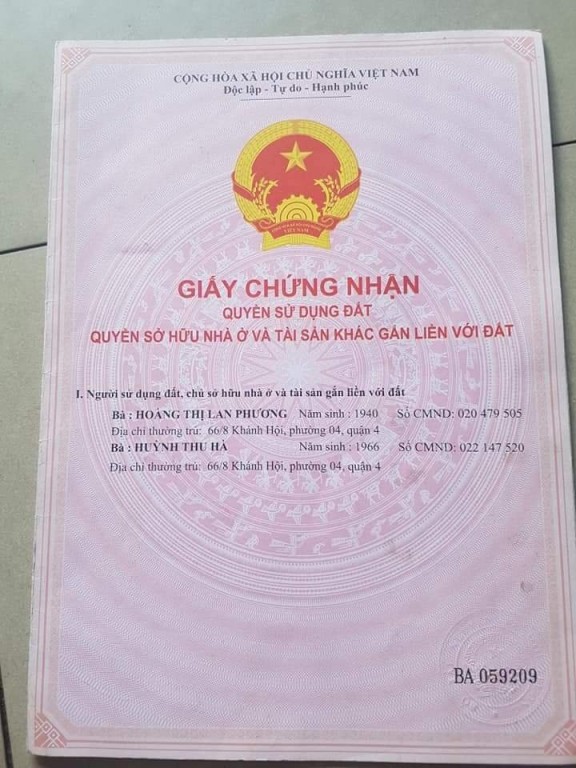 CỘNG HÒA XÃ HỘI CHỦ NGHĨA VIỆT NAM
Độc lập - Tự do - Hạnh phúc
VIỆT NAM
GIẤY CHỨNG NHẬN
QUYỀN SỬ DỤNG ĐẤT
QUYỀN SỞ HỮU NHÀ Ở VÀ TÀI SẢN KHÁC GẮN LIỀN VỚI ĐẤT
I. Người sử dụng đất, chủ sở hữu nhà ở và tài sản gắn liền với đất
Bà : HOÀNG THỊ LAN PHƯƠNG Năm sinh : 1940 Số CMND: 020 479 505
Địa chỉ thường trú: 66/8 Khánh Hội, phường 04, quận 4
Bà : HUỲNH THU HÀ Năm sinh : 1966 Số CMND: 022 147 520
Địa chỉ thường trú: 66/8 Khánh Hội, phường 04, quận 4
BA 059209